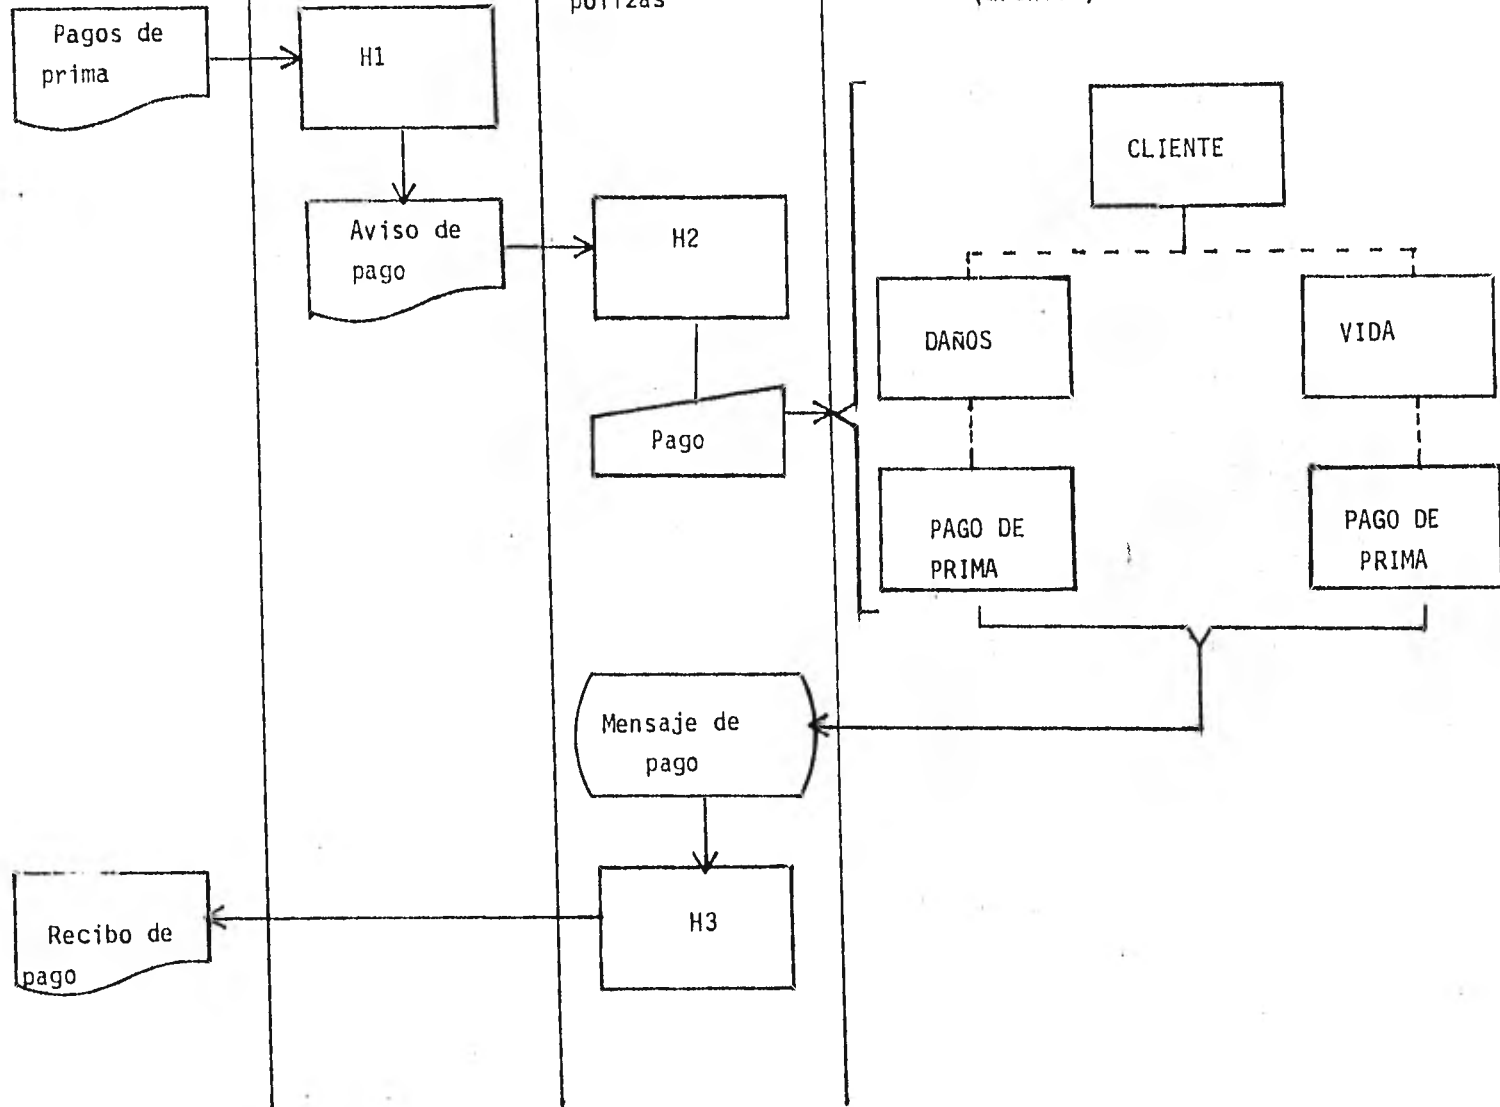 pólizas
Pagos de
prima
H1
CLIENTE
Aviso de
pago
H2
DAÑOS
VIDA
Pago
PAGO DE
PRIMA
PAGO DE
PRIMA
Mensaje de
pago
Recibo de
pago
H3